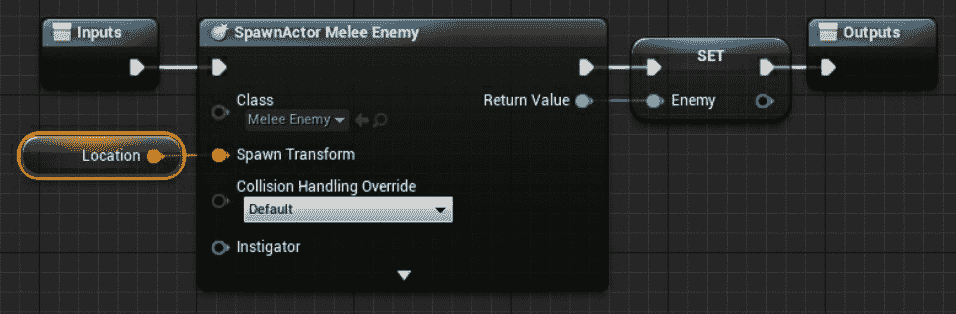 Inputs
SpawnActor Melee Enemy
SET
Outputs
Class
Melee Enemy
Return Value
Enemy
Location
Spawn Transform
Collision Handling Override
Default
Instigator